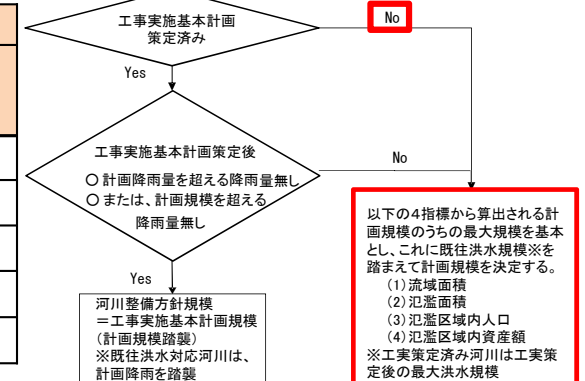 工事実施基本計画
策定済み
No
Yes
工事実施基本計画策定後
○計画降雨量を超える降雨量無し
○または、計画規模を超える
降雨量無し
No
Yes
河川整備方針規模
=工事実施基本計画規模
(計画規模踏襲)
※既往洪水対応河川は、
計画降雨を踏襲
以下の4指標から算出される計
画規模のうちの最大規模を基本
とし、これに既往洪水規模※を
踏まえて計画規模を決定する。
(1)流域面積
(2)氾濫面積
(3)氾濫区域内人口
(4)氾濫区域内資産額
※工実策定済み河川は工実策
定後の最大洪水規模